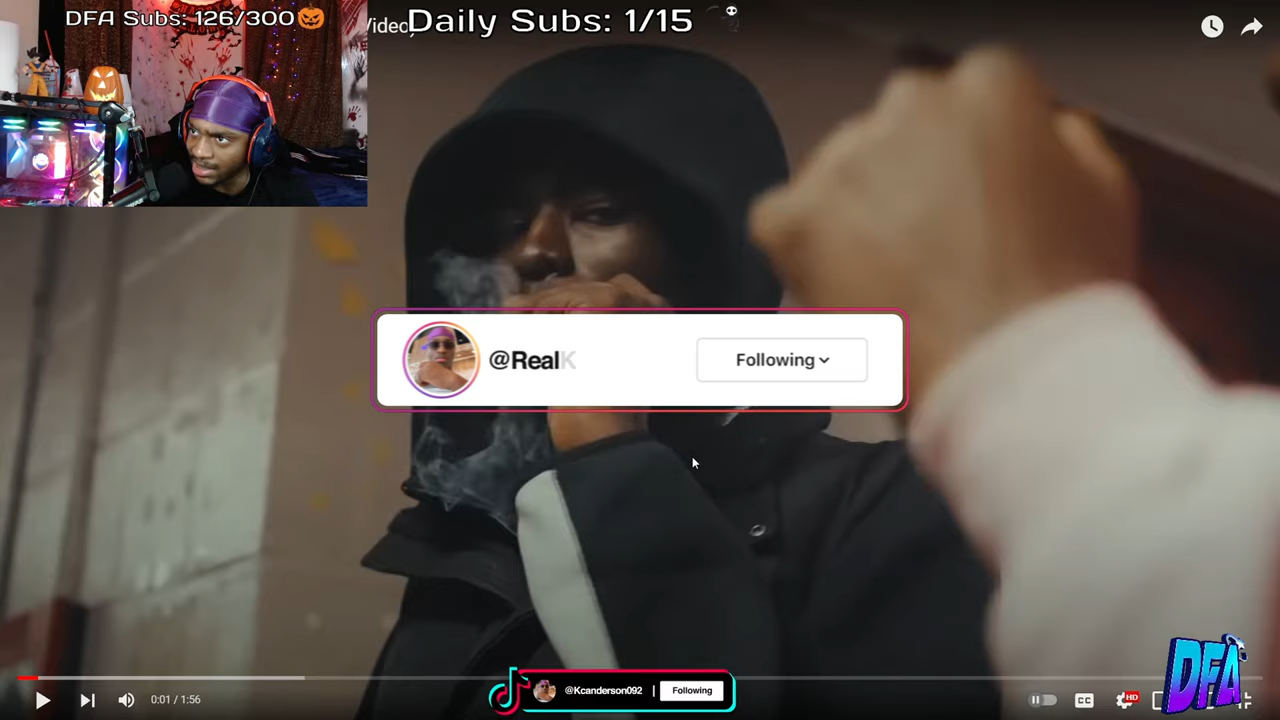 DFA Subs: 126/300🎃
Video)
Daily Subs: 1/15
@RealK
Following
0:01 / 1:56
@Kcanderson092 | Following
CC
HD
DFA